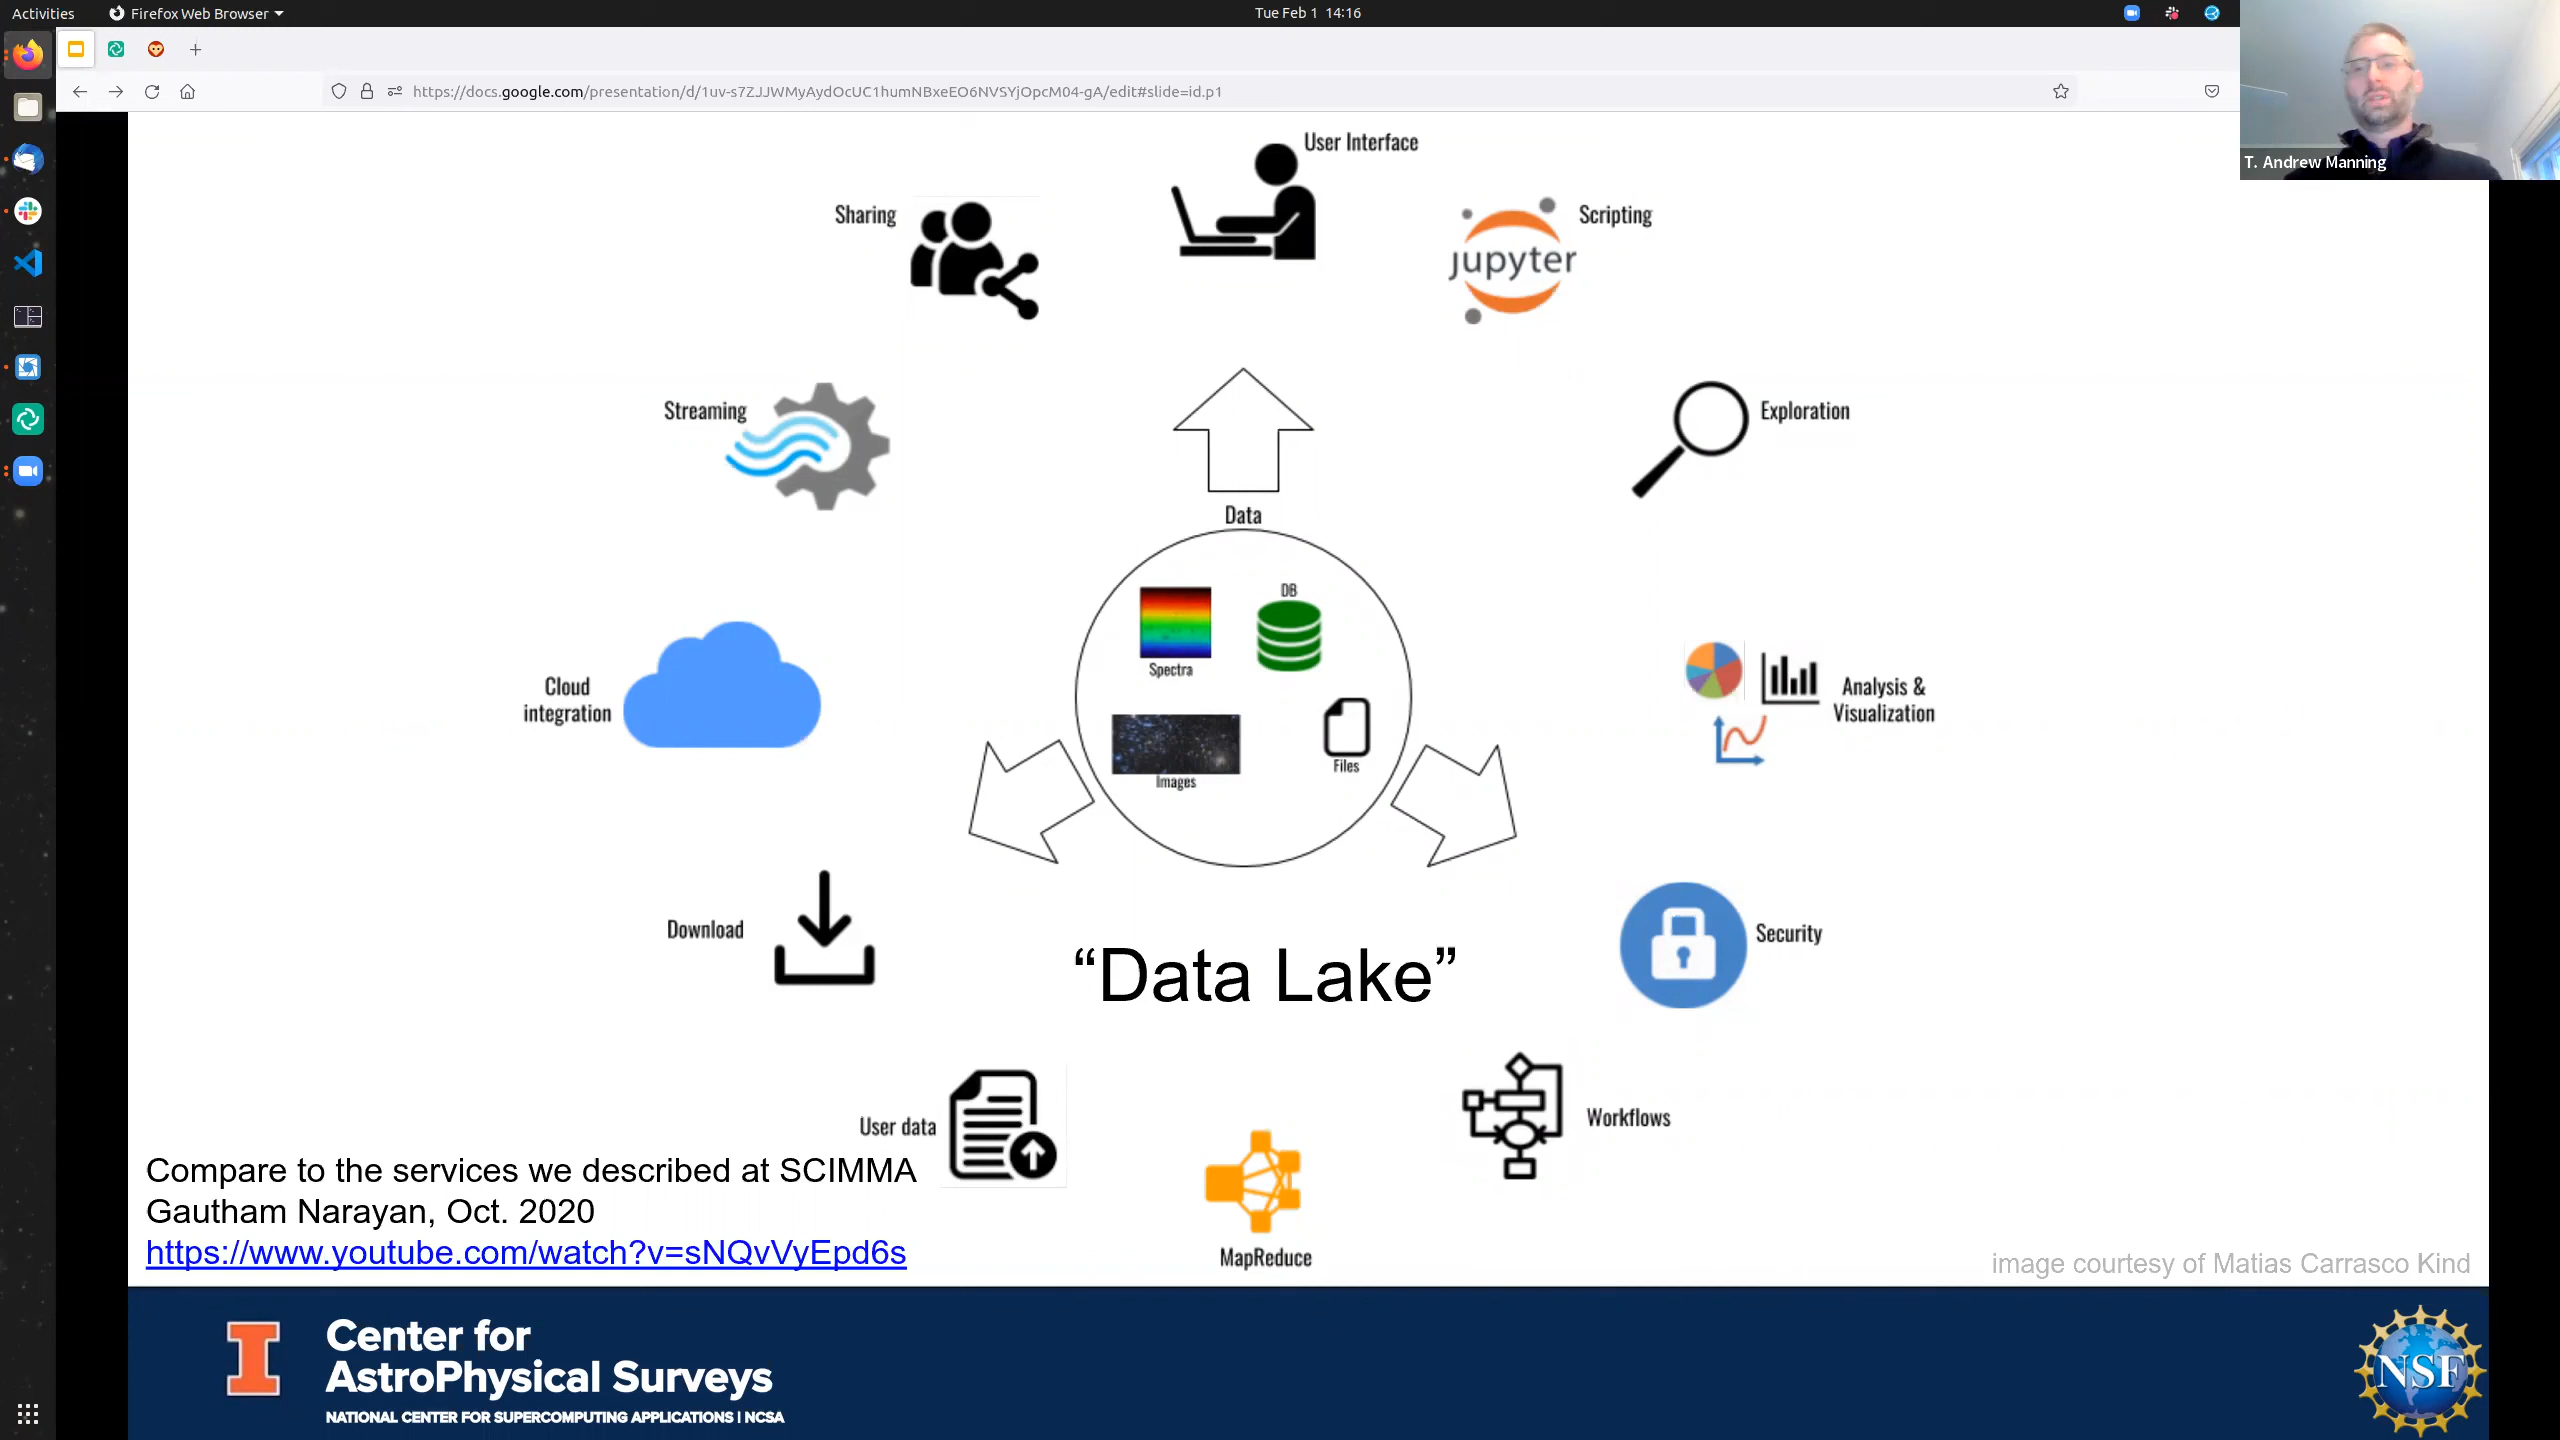 Activities
Firefox Web Browser
Tue Feb 1 14:16
https://docs.google.com/presentation/d/1uv-s7ZJJWMyAydOcUC1humNBxeEO6NVSYjOpcM04-gA/edit#slide=id.p1
T. Andrew Manning
User Interface
Sharing
Scripting
jupyter
Streaming
Exploration
Data
DB
Spectra
Cloud
integration
Analysis &
Visualization
Files
Images
Download
Security
“Data Lake”
User data
Workflows
MapReduce
Compare to the services we described at SCIMMA
Gautham Narayan, Oct. 2020
https://www.youtube.com/watch?v=sNQvVyEpd6s
image courtesy of Matias Carrasco Kind
Center for
AstroPhysical Surveys
NATIONAL CENTER FOR SUPERCOMPUTING APPLICATIONS | NCSA
NSF